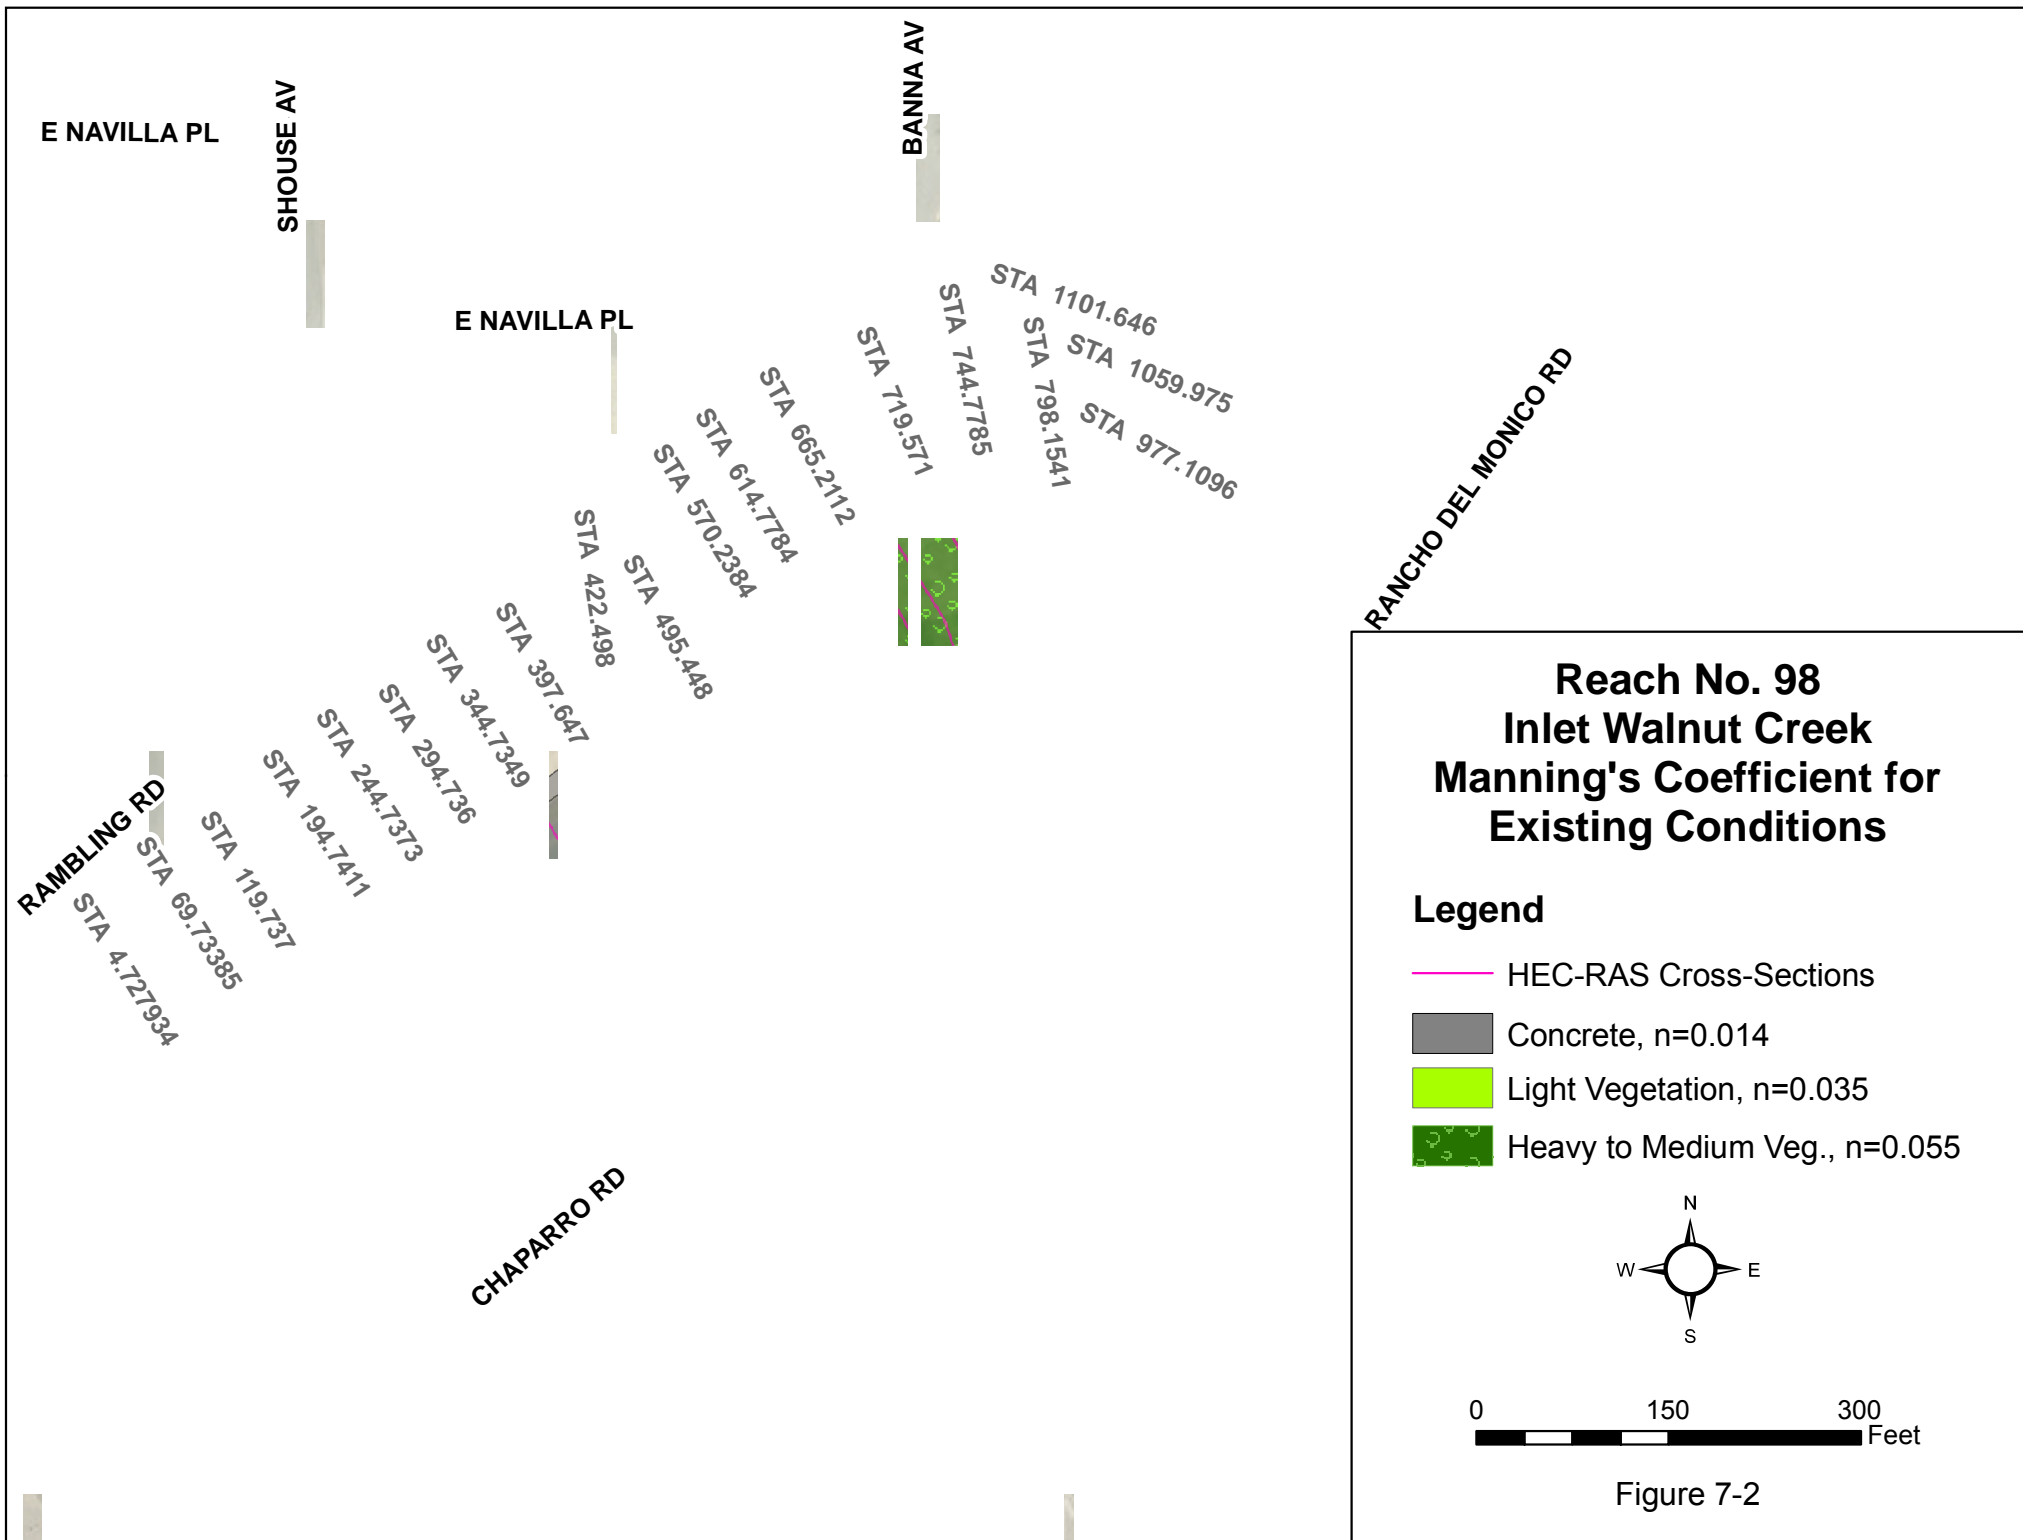 BANNA AV
SHOUSE AV
E NAVILLA PL
E NAVILLA PL
STA 1101.646
STA 1059.975
STA 977.1096
STA 798.1541
STA 744.7785
STA 719.571
STA 665.2112
STA 614.7784
STA 570.2384
STA 495.448
STA 422.498
STA 397.647
STA 344.7349
STA 294.736
STA 244.7373
STA 194.7411
STA 119.737
STA 69.73385
STA 4.727934
RAMBLING RD
CHAPARRO RD
RANCHO DEL MONICO RD
Reach No. 98
Inlet Walnut Creek
Manning's Coefficient for
Existing Conditions
Legend
HEC-RAS Cross-Sections
Concrete, n=0.014
Light Vegetation, n=0.035
Heavy to Medium Veg., n=0.055
N
W E
S
0 150 300
Feet
Figure 7-2